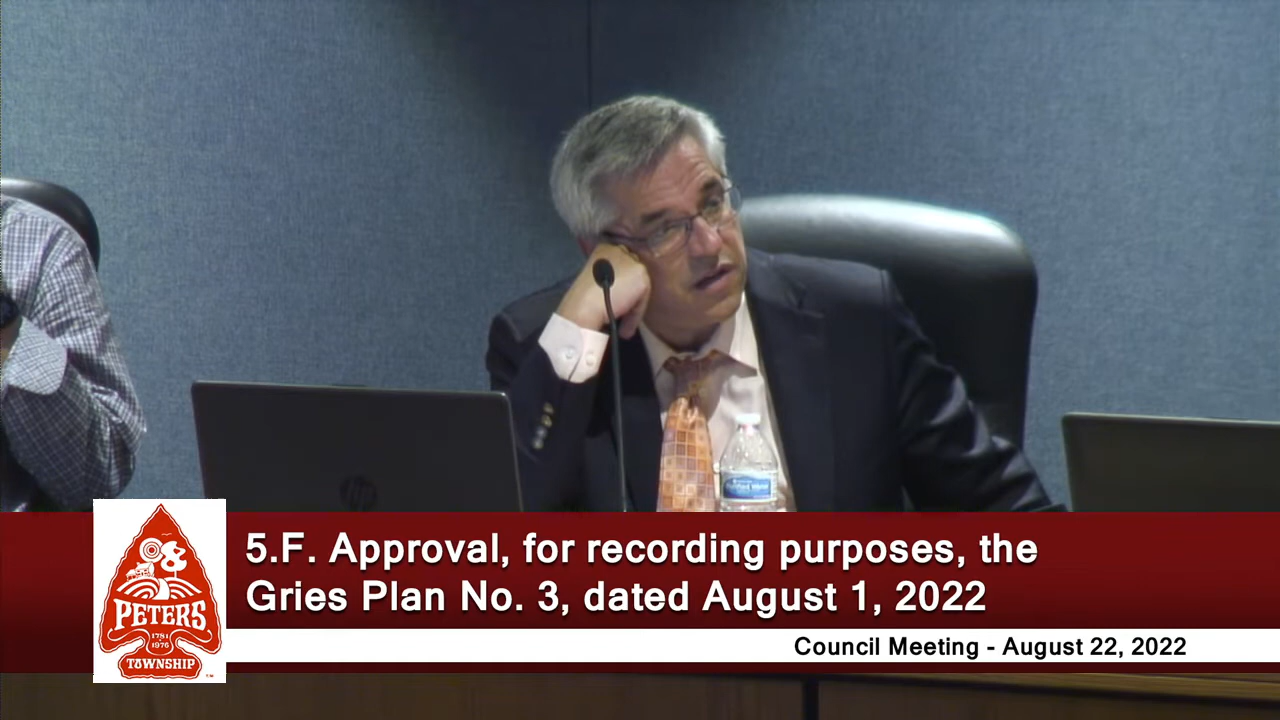 5.F. Approval, for recording purposes, the
Gries Plan No. 3, dated August 1, 2022
Council Meeting - August 22, 2022
PETERS
1781
1976
TOWNSHIP
hp